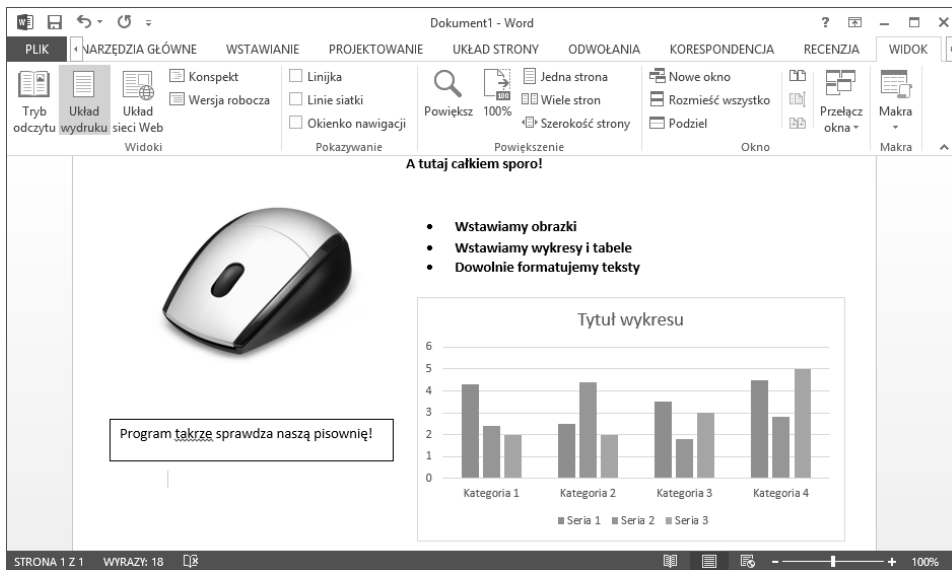 Dokument1 - Word
PLIK NARZĘDZIA GŁÓWNE WSTAWIANIE PROJEKTOWANIE UKŁAD STRONY ODWOŁANIA KORESPONDENCJA RECENZJA WIDOK
Tryb odczytu
Układ wydruku
Układ sieci Web
Konspekt
Wersja robocza
Widoki
Linijka
Linie siatki
Okienko nawigacji
Pokazywanie
Powiększ
100%
Jedna strona
Wiele stron
Szerokość strony
Powiększenie
Nowe okno
Rozmieść wszystko
Podziel
Przełącz okna
Okno
Makra
Makra
A tutaj całkiem sporo!
• Wstawiamy obrazki
• Wstawiamy wykresy i tabele
• Dowolnie formatujemy teksty
Program takrze sprawdza naszą pisownię!
Tytuł wykresu
6
5
4
3
2
1
0
Kategoria 1 Kategoria 2 Kategoria 3 Kategoria 4
Seria 1 Seria 2 Seria 3
STRONA 1 Z 1 WYRAZY: 18 100%